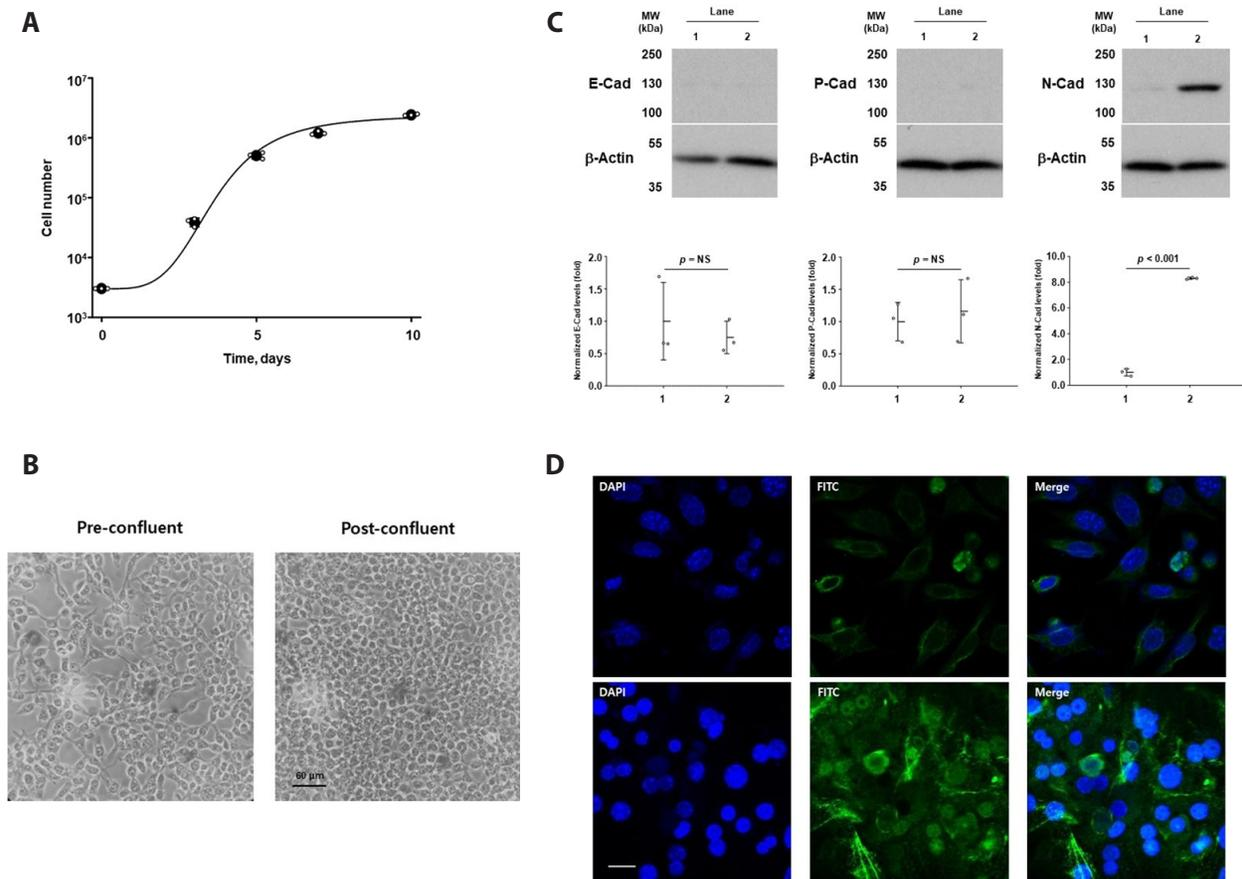 A
10⁷
10⁶
10⁵
10⁴
10³
Cell number
0 5 10
Time, days
B
Pre-confluent Post-confluent
60 µm
C
MW (kDa) Lane
1 2
250
E-Cad 130
100
55
β-Actin
35
MW (kDa) Lane
1 2
250
P-Cad 130
100
55
β-Actin
35
MW (kDa) Lane
1 2
250
N-Cad 130
100
55
β-Actin
35
Normalized E-Cad levels (fold)
2.0
1.5
1.0
0.5
0.0
p = NS
1 2
Normalized P-Cad levels (fold)
2.0
1.5
1.0
0.5
0.0
p = NS
1 2
Normalized N-Cad levels (fold)
10.0
8.0
6.0
4.0
2.0
0.0
p < 0.001
1 2
D
DAPI FITC Merge
DAPI FITC Merge